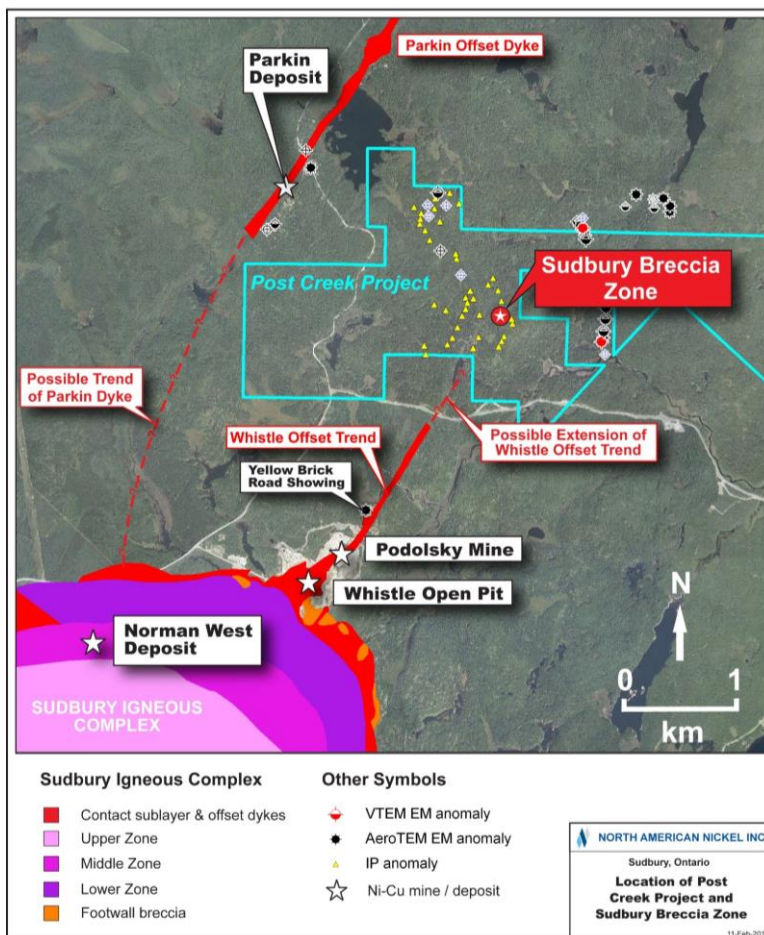 Parkin Offset Dyke
Parkin
Deposit
Post Creek Project
Sudbury Breccia
Zone
Possible Trend
of Parkin Dyke
Whistle Offset Trend
Possible Extension of
Whistle Offset Trend
Yellow Brick
Road Showing
Podolsky Mine
Whistle Open Pit
Norman West
Deposit
N
0 1
km
SUDBURY IGNEOUS
COMPLEX
Sudbury Igneous Complex
Contact sublayer & offset dykes
Upper Zone
Middle Zone
Lower Zone
Footwall breccia
Other Symbols
VTEM EM anomaly
AeroTEM EM anomaly
IP anomaly
Ni-Cu mine / deposit
NORTH AMERICAN NICKEL INC
Sudbury, Ontario
Location of Post
Creek Project and
Sudbury Breccia Zone